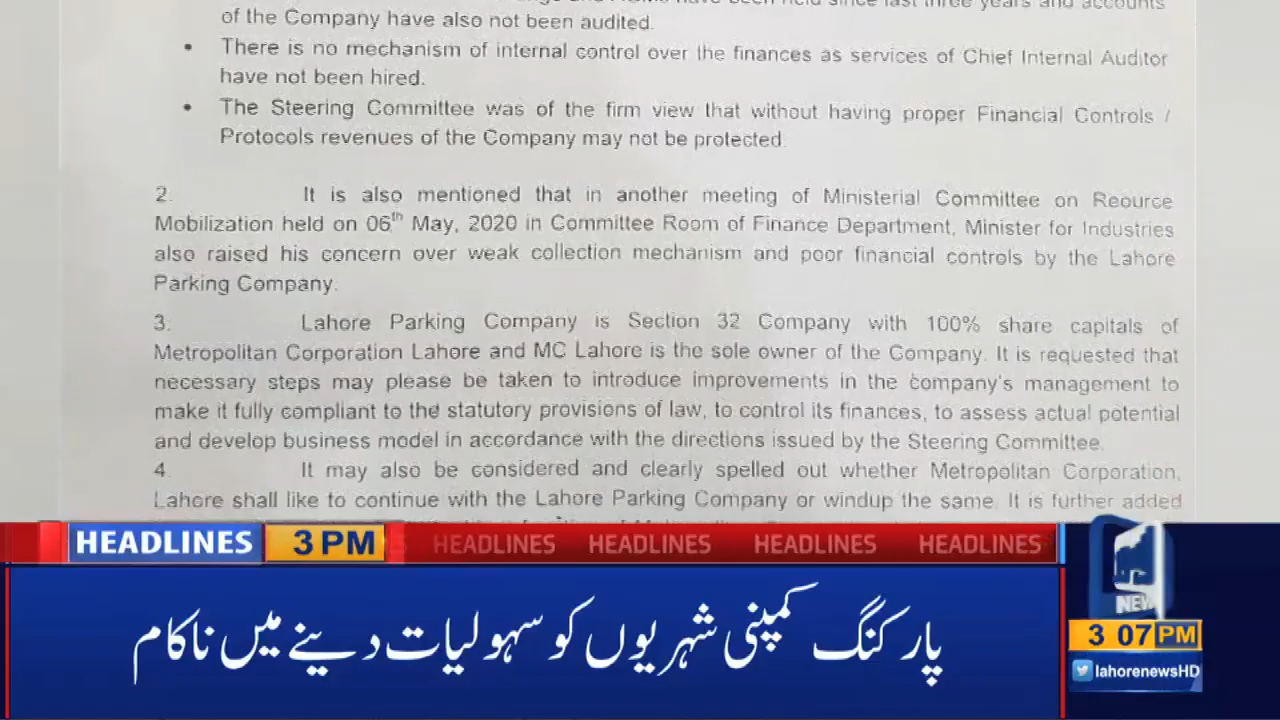 have been held since last three years and accounts
of the Company have also not been audited.
• There is no mechanism of internal control over the finances as services of Chief Internal Auditor
have not been hired.
• The Steering Committee was of the firm view that without having proper Financial Controls /
Protocols revenues of the Company may not be protected.
2. It is also mentioned that in another meeting of Ministerial Committee on Reource
Mobilization held on 06th May, 2020 in Committee Room of Finance Department, Minister for Industries
also raised his concern over weak collection mechanism and poor financial controls by the Lahore
Parking Company.
3. Lahore Parking Company is Section 32 Company with 100% share capitals of
Metropolitan Corporation Lahore and MC Lahore is the sole owner of the Company. It is requested that
necessary steps may please be taken to introduce improvements in the company's management to
make it fully compliant to the statutory provisions of law, to control its finances, to assess actual potential
and develop business model in accordance with the directions issued by the Steering Committee.
4. It may also be considered and clearly spelled out whether Metropolitan Corporation,
Lahore shall like to continue with the Lahore Parking Company or windup the same. It is further added
HEADLINES 3 PM HEADLINES HEADLINES HEADLINES HEADLINES
پارکنگ کمپنی شہریوں کو سہولیات دینے میں ناکام
NEWS
3 07 PM
lahorenewsHD